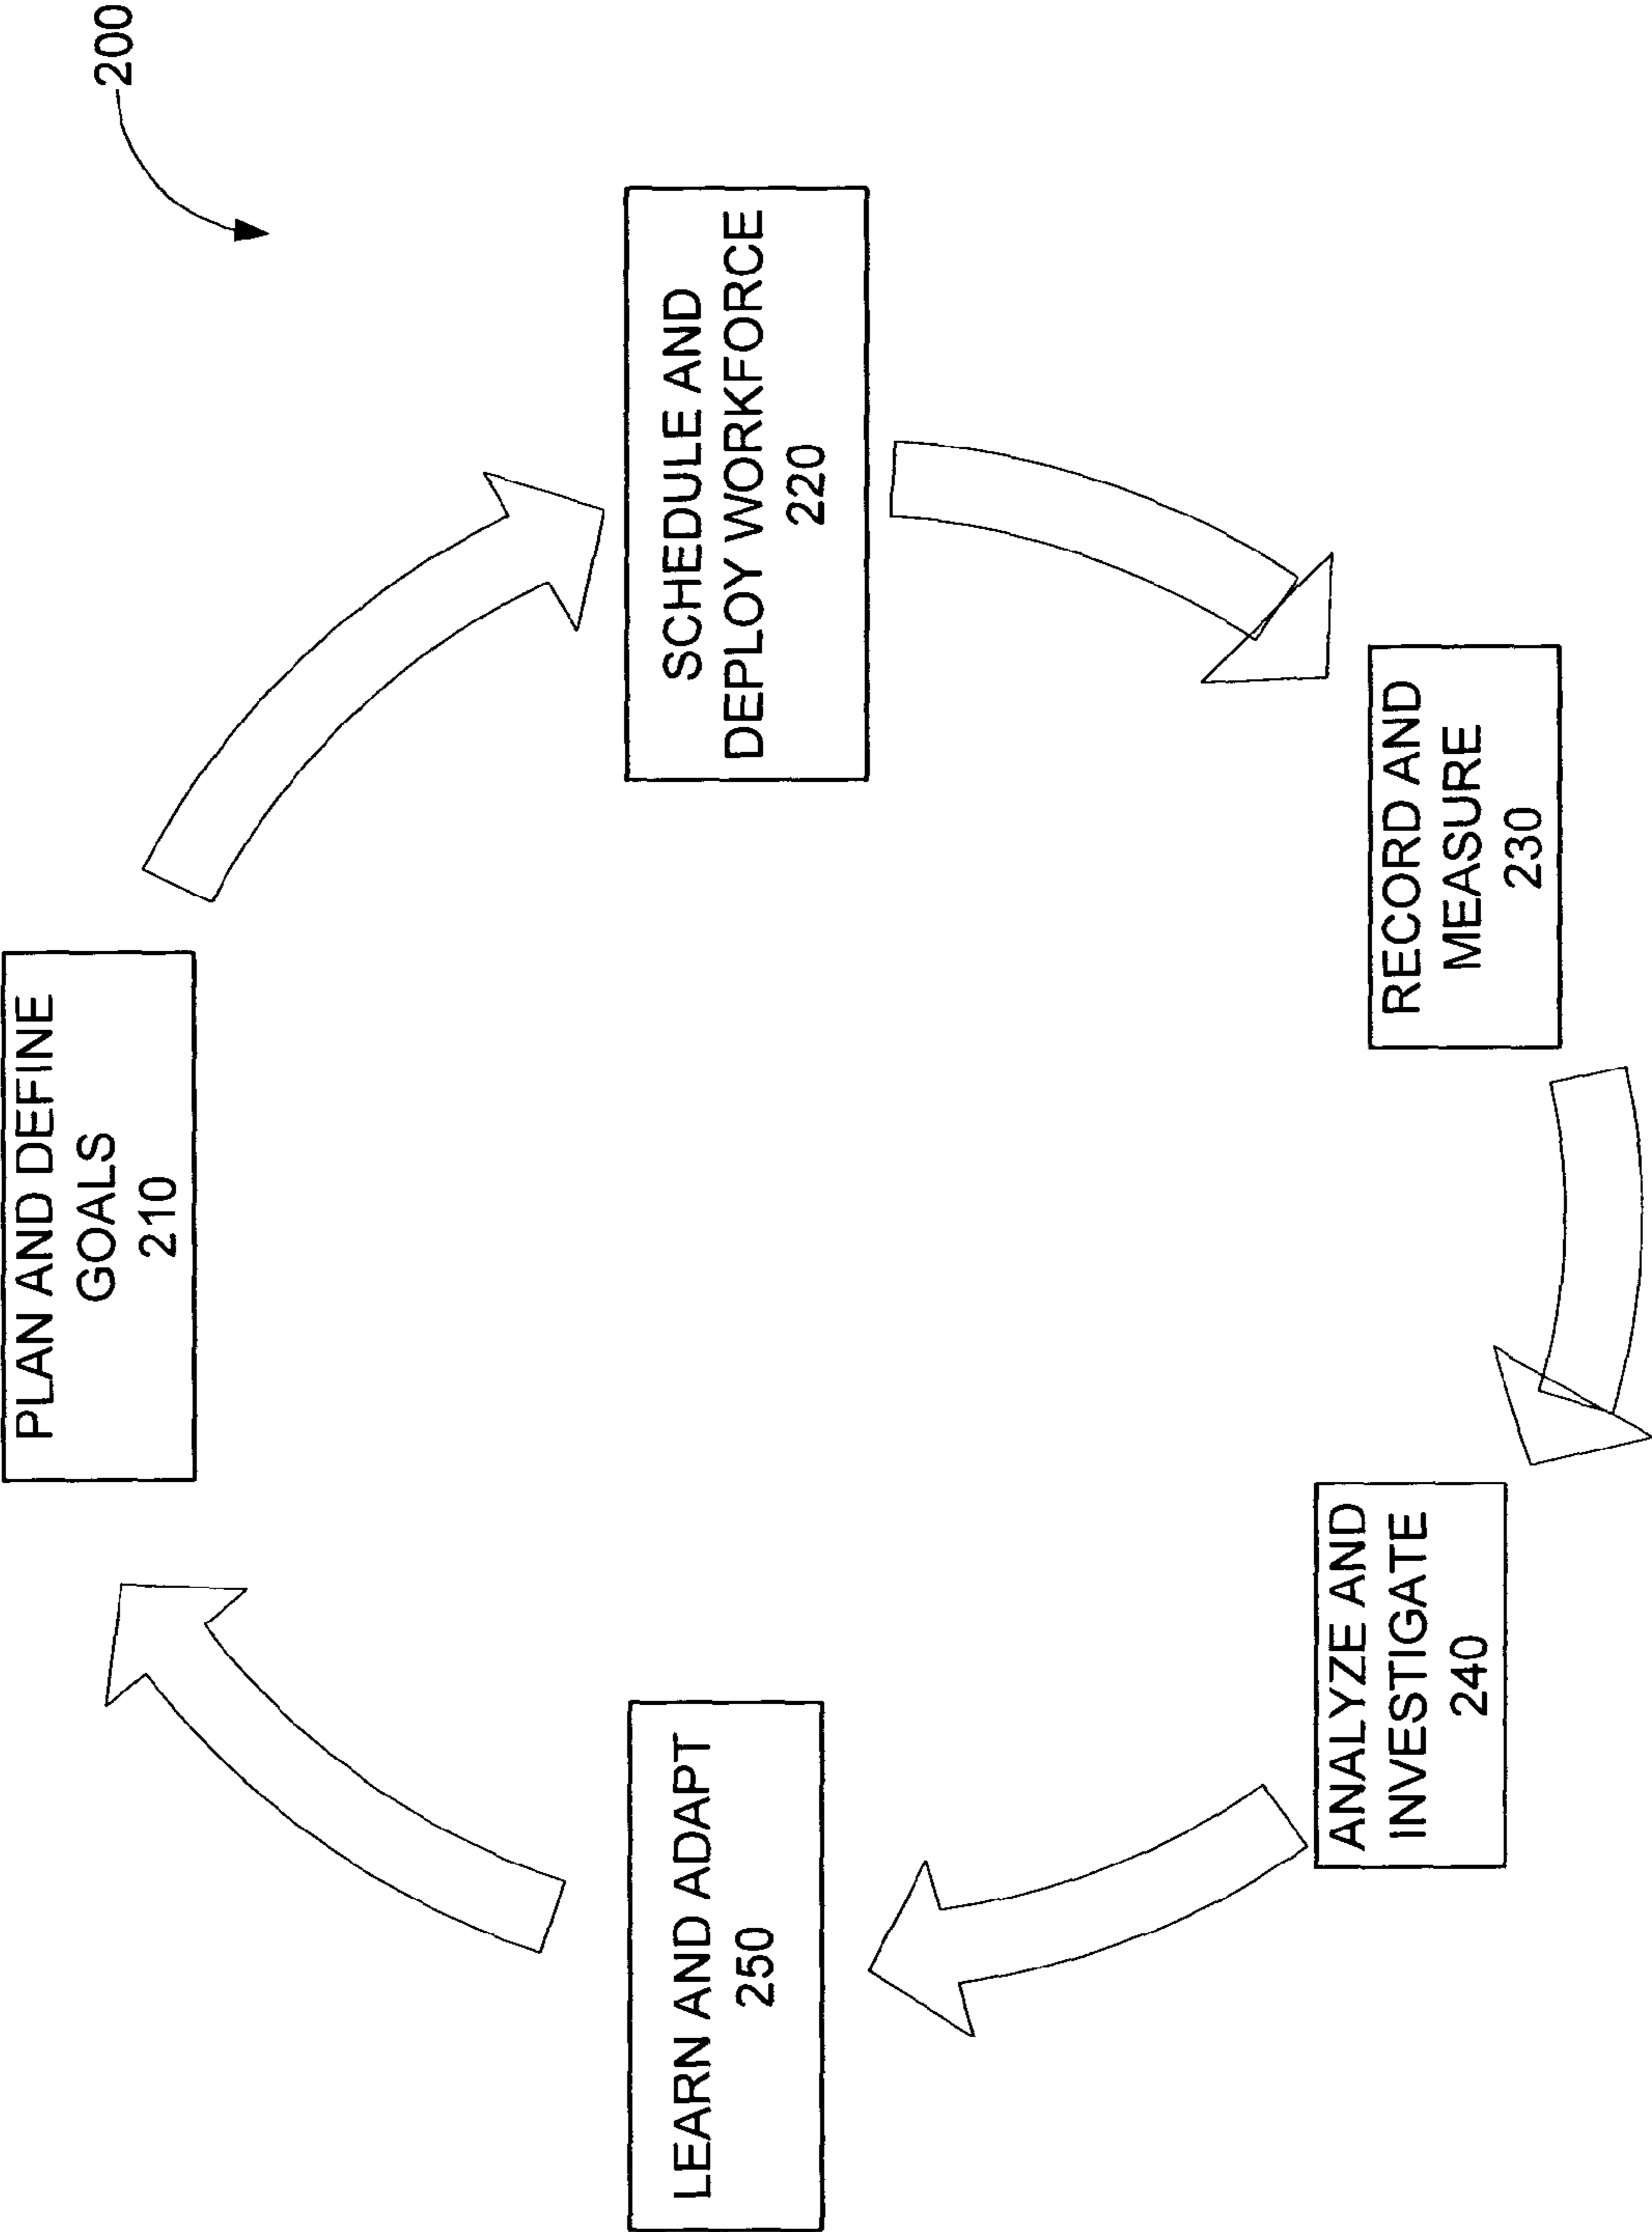 200
PLAN AND DEFINE
GOALS
210
SCHEDULE AND
DEPLOY WORKFORCE
220
RECORD AND
MEASURE
230
ANALYZE AND
INVESTIGATE
240
LEARN AND ADAPT
250